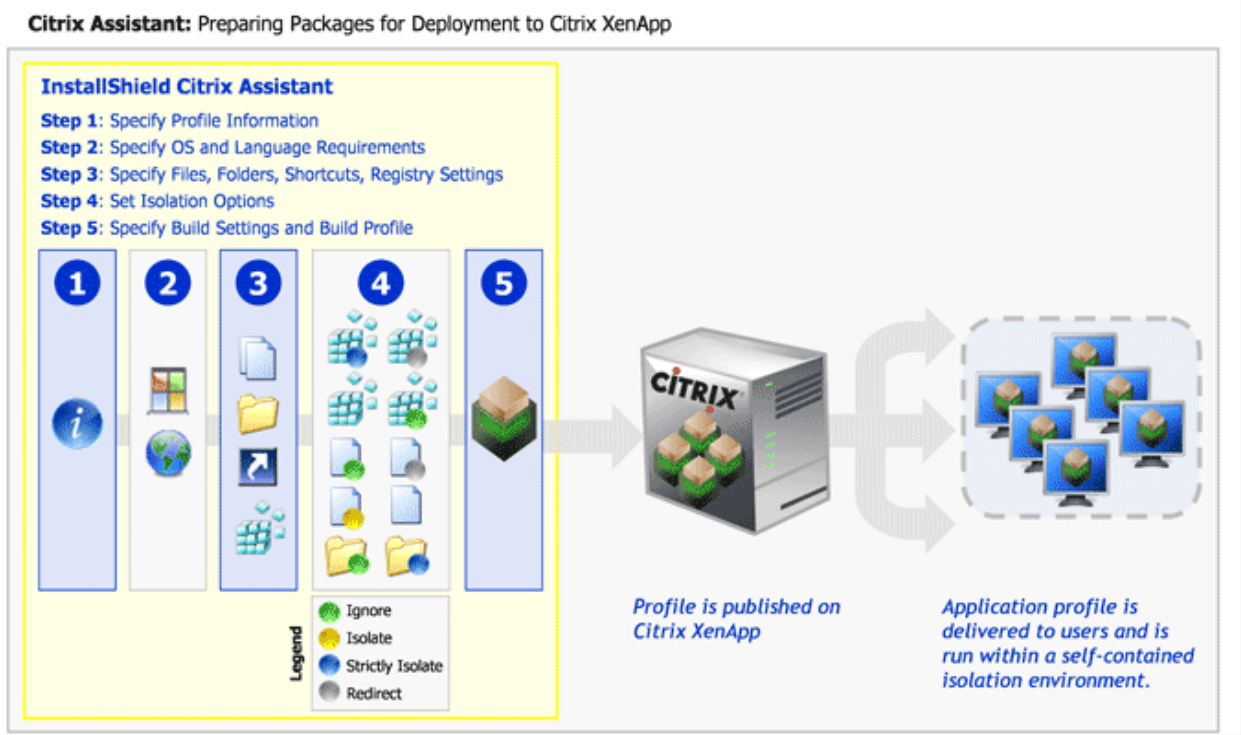 Citrix Assistant: Preparing Packages for Deployment to Citrix XenApp
InstallShield Citrix Assistant
Step 1: Specify Profile Information
Step 2: Specify OS and Language Requirements
Step 3: Specify Files, Folders, Shortcuts, Registry Settings
Step 4: Set Isolation Options
Step 5: Specify Build Settings and Build Profile
1
2
3
4
5
i
CITRIX
Legend
Ignore
Isolate
Strictly Isolate
Redirect
Profile is published on
Citrix XenApp
Application profile is
delivered to users and is
run within a self-contained
isolation environment.